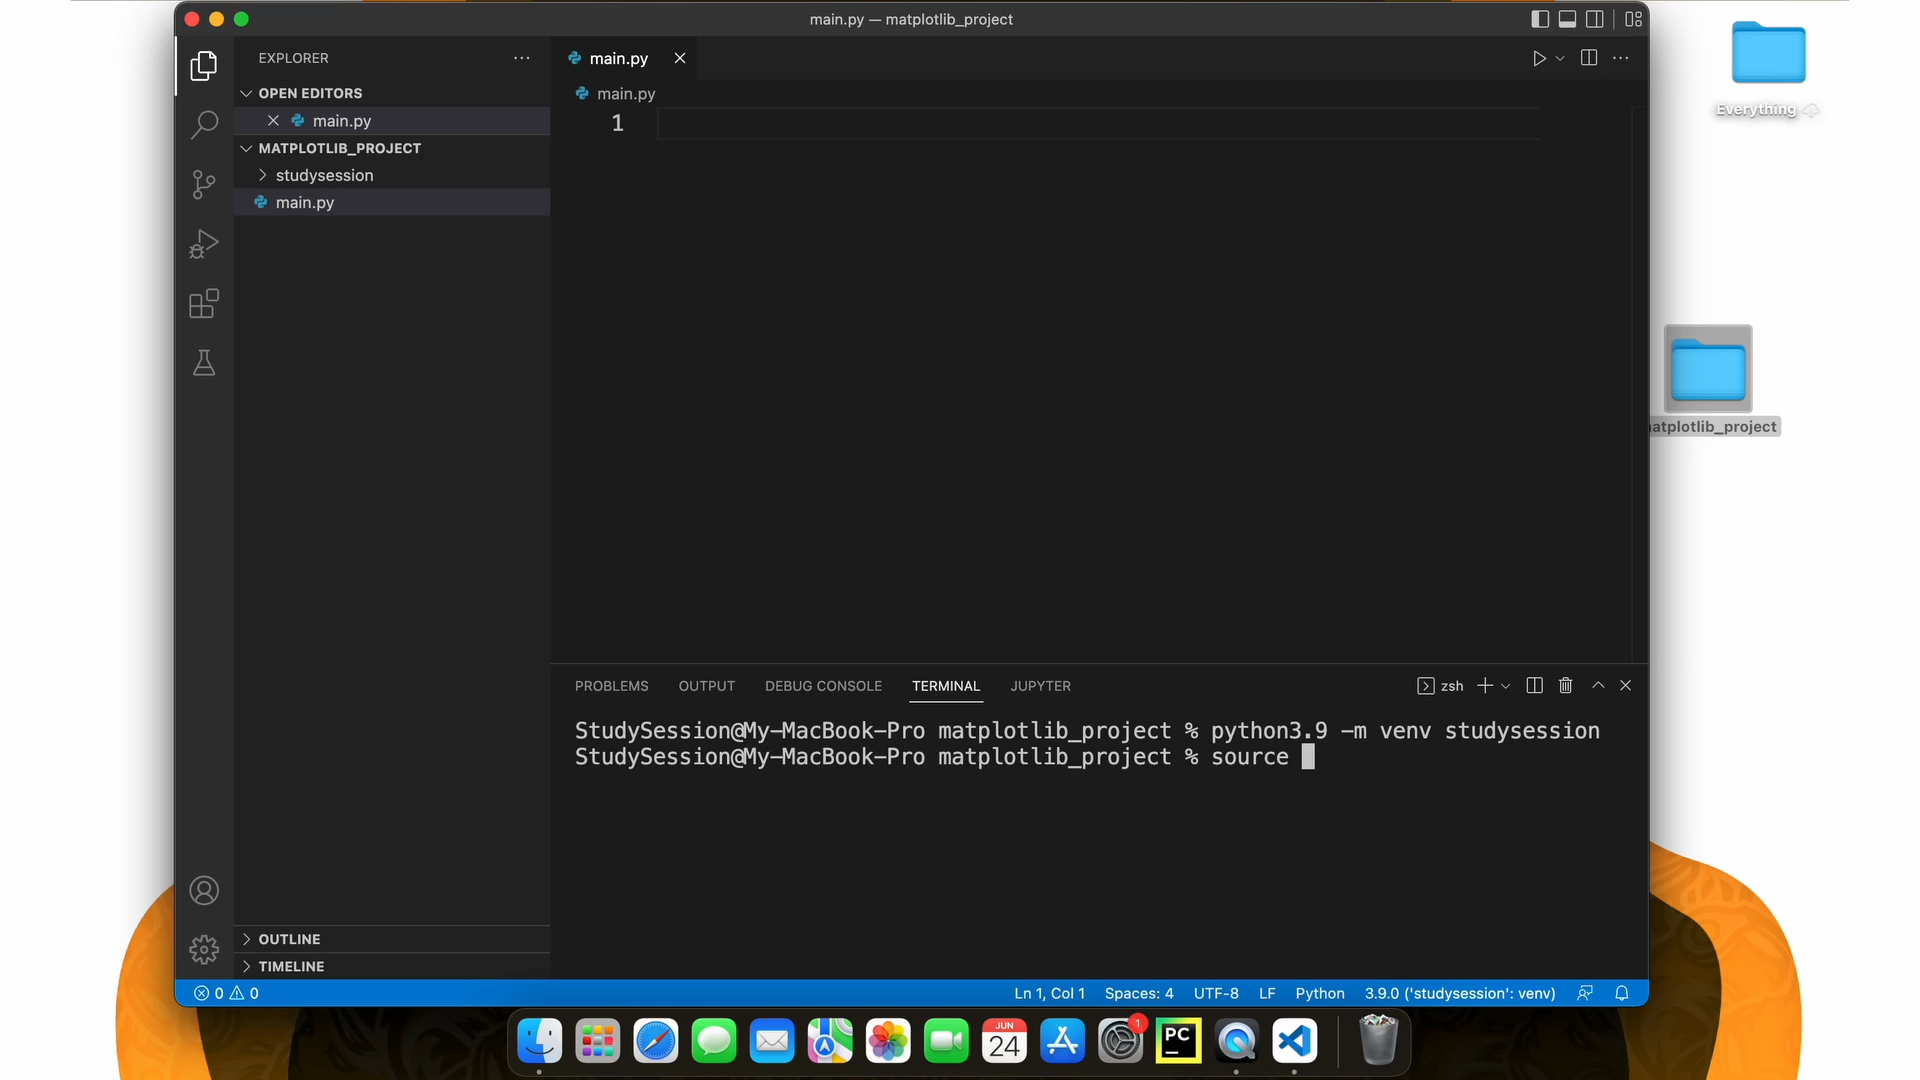 main.py — matplotlib_project
EXPLORER
main.py
OPEN EDITORS
main.py
main.py
MATPLOTLIB_PROJECT
studysession
main.py
1
Everything
atplotlib_project
PROBLEMS
OUTPUT
DEBUG CONSOLE
TERMINAL
JUPYTER
zsh
StudySession@My-MacBook-Pro matplotlib_project % python3.9 -m venv studysession
StudySession@My-MacBook-Pro matplotlib_project % source
OUTLINE
TIMELINE
0
0
Ln 1, Col 1
Spaces: 4
UTF-8
LF
Python
3.9.0 ('studysession': venv)
JUN
24
1
PC